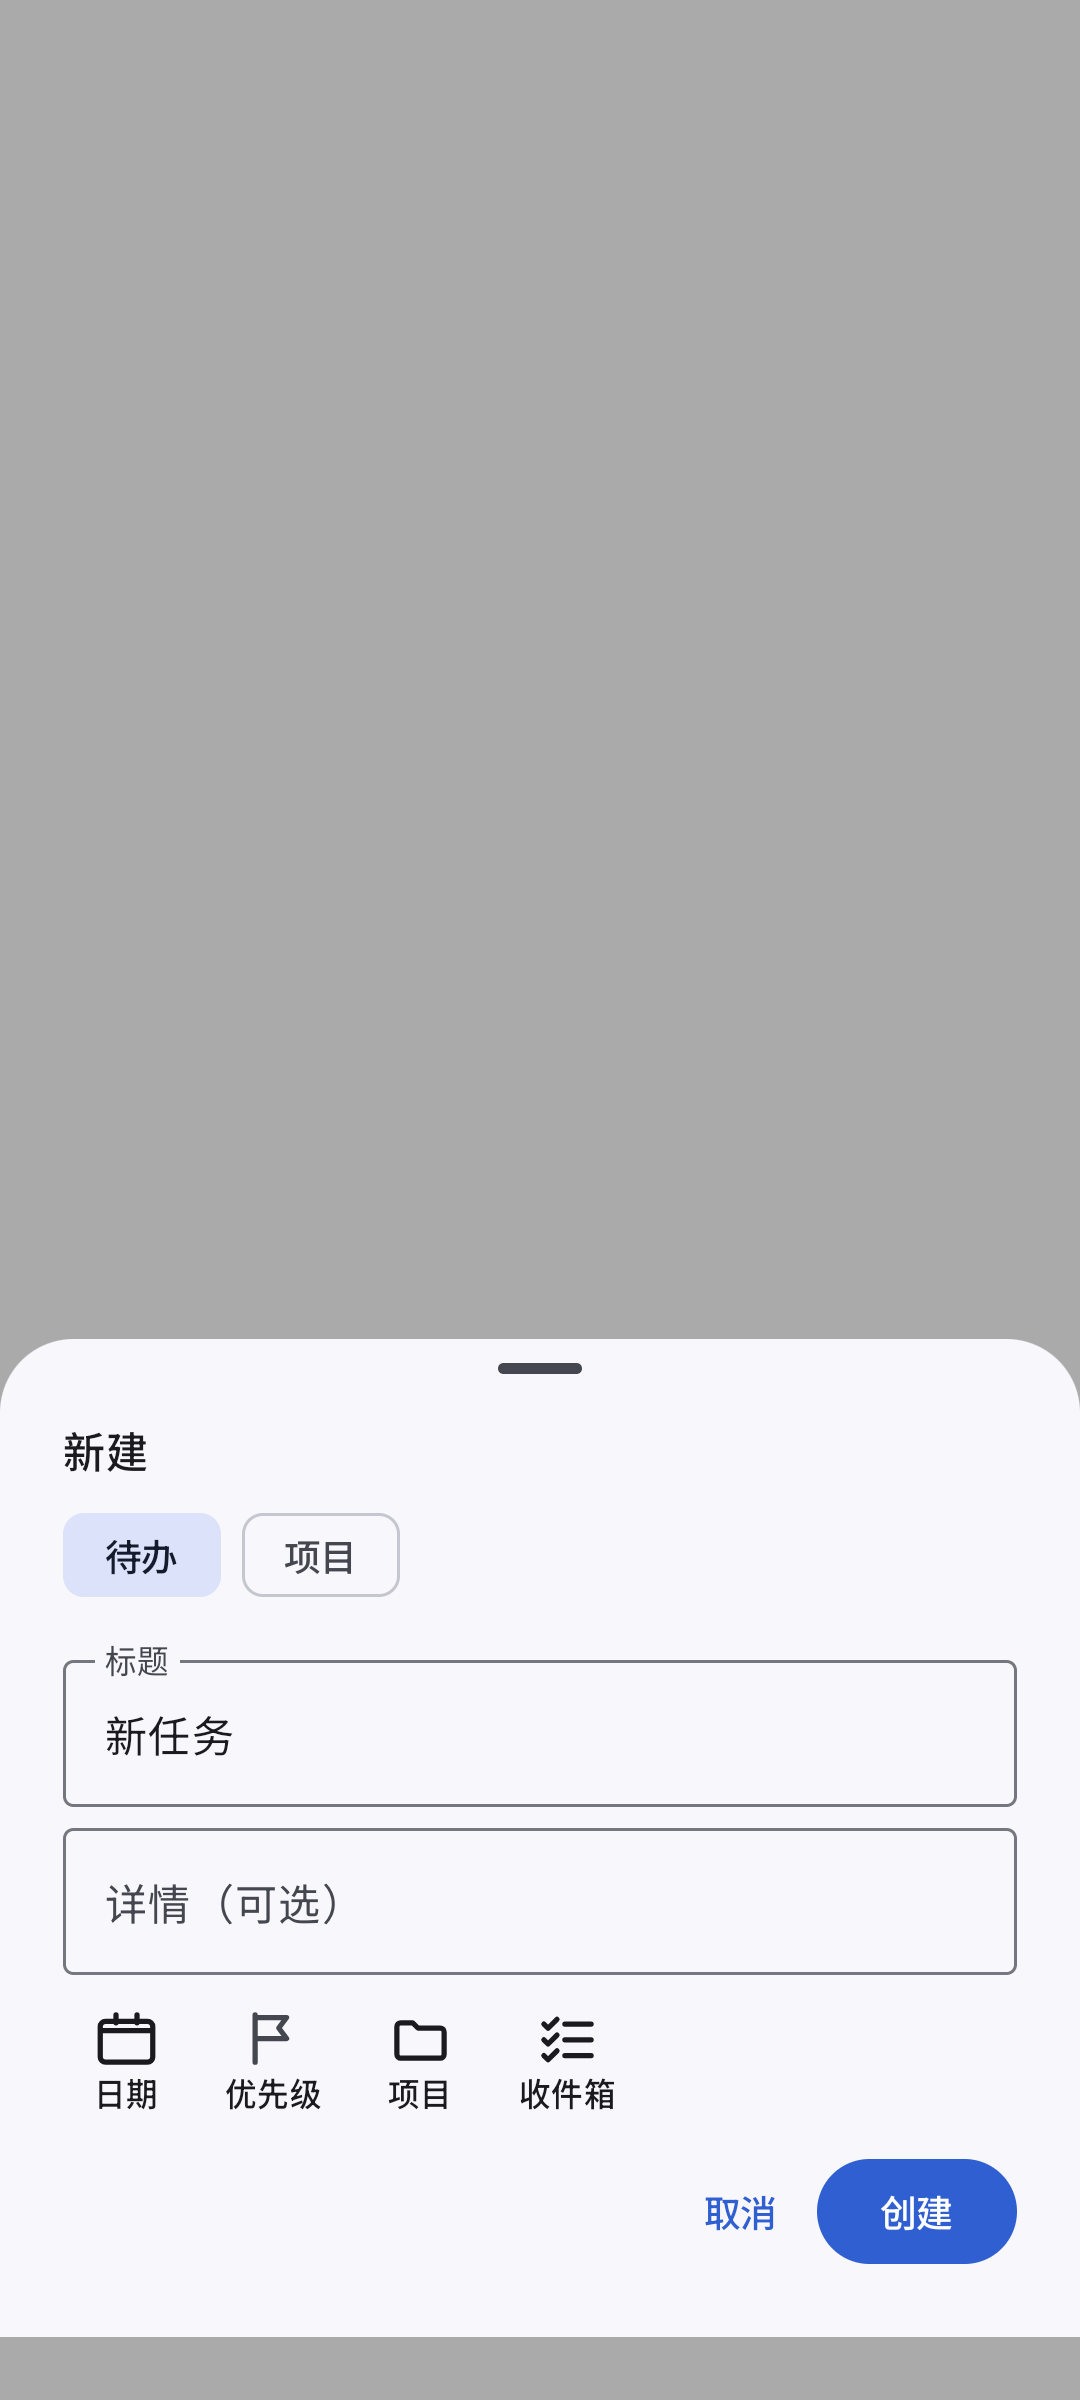 新建
待办 项目
标题
新任务
详情（可选）
日期 优先级 项目 收件箱
取消 创建